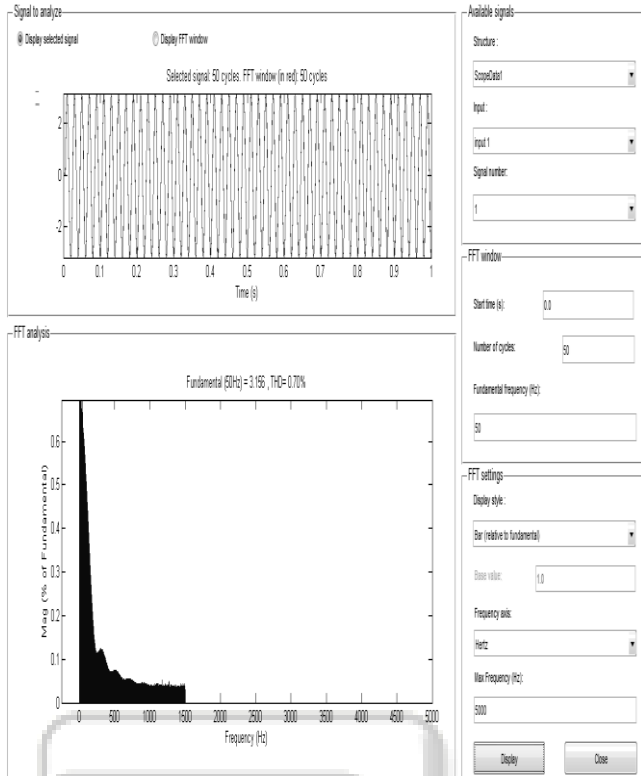 Signal to analyze
Display selected signal
Display FFT window
Selected signal: 50 cycles. FFT window (in red): 50 cycles
2
0
-2
0 0.1 0.2 0.3 0.4 0.5 0.6 0.7 0.8 0.9 1
Time (s)
FFT analysis
Fundamental (50Hz) = 3.156 , THD= 0.70%
Mag (% of Fundamental)
0.6
0.5
0.4
0.3
0.2
0.1
0
0 500 1000 1500 2000 2500 3000 3500 4000 4500 5000
Frequency (Hz)
Available signals
Structure :
ScopeData1
Input :
input 1
Signal number:
1
FFT window
Start time (s):
0.0
Number of cycles:
50
Fundamental frequency (Hz):
50
FFT settings
Display style :
Bar (relative to fundamental)
Base value:
1.0
Frequency axis:
Hertz
Max Frequency (Hz):
5000
Display
Close